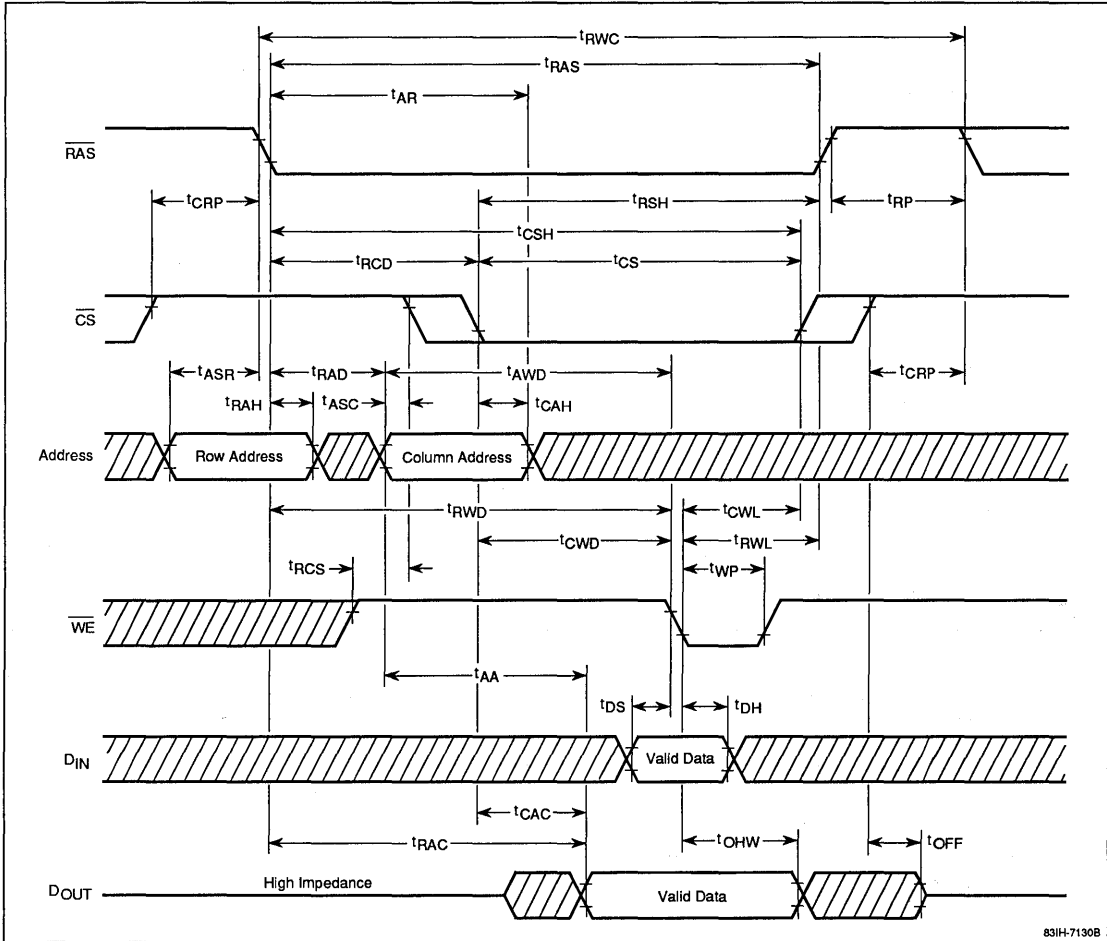 tRWC
tRAS
tAR
RAS
tCRP
tRSH
tRP
tCSH
tRCD
tCS
CS
tASR
tRAD
tAWD
tCRP
tRAH
tASC
tCAH
Address
Row Address
Column Address
tRWD
tCWL
tCWD
tRWL
tRCS
tWP
WE
tAA
tDS
tDH
DIN
Valid Data
tCAC
tRAC
tOHW
tOFF
DOUT
High Impedance
Valid Data
83IH-7130B